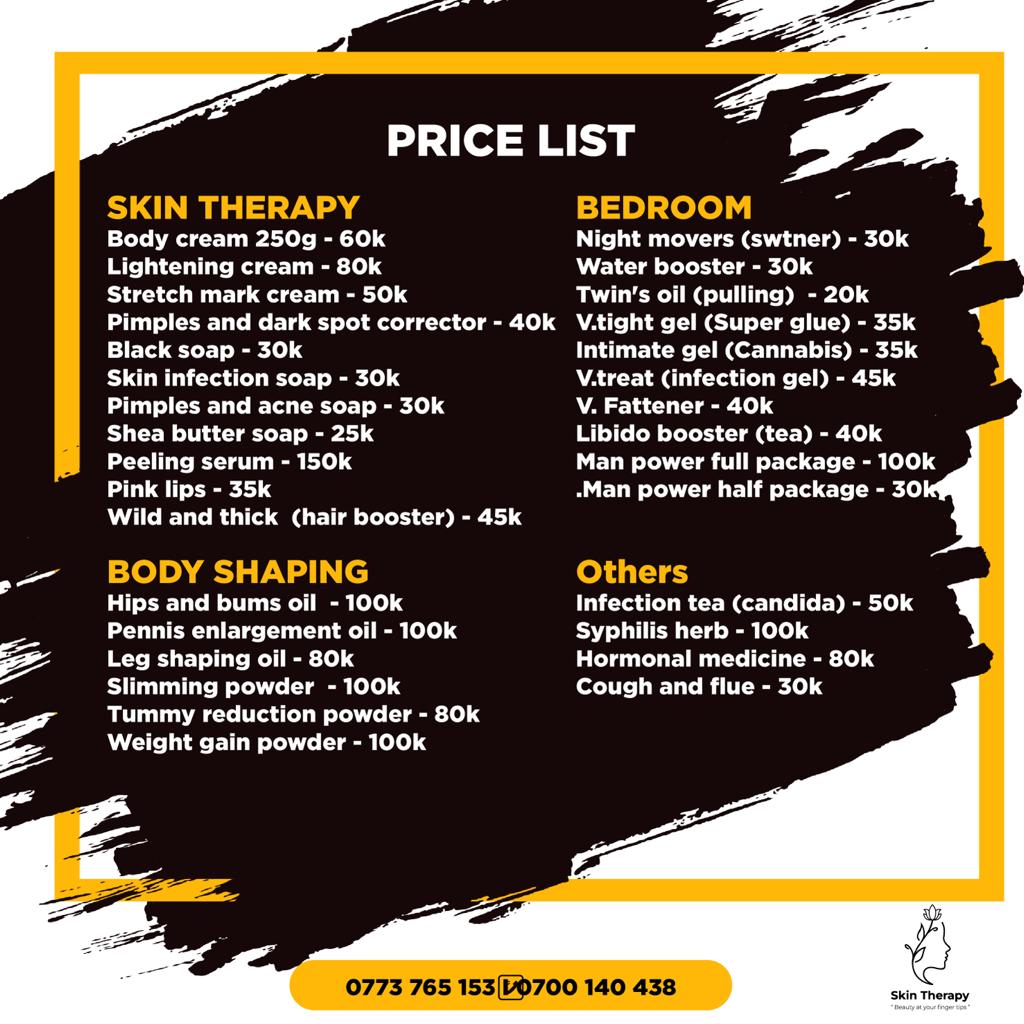 PRICE LIST
SKIN THERAPY
Body cream 250g - 60k
Lightening cream - 80k
Stretch mark cream - 50k
Pimples and dark spot corrector - 40k
Black soap - 30k
Skin infection soap - 30k
Pimples and acne soap - 30k
Shea butter soap - 25k
Peeling serum - 150k
Pink lips - 35k
Wild and thick  (hair booster) - 45k
BODY SHAPING
Hips and bums oil  - 100k
Pennis enlargement oil - 100k
Leg shaping oil - 80k
Slimming powder  - 100k
Tummy reduction powder - 80k
Weight gain powder - 100k
BEDROOM
Night movers (swtner) - 30k
Water booster - 30k
Twin's oil (pulling)  - 20k
V.tight gel (Super glue) - 35k
Intimate gel (Cannabis) - 35k
V.treat (infection gel) - 45k
V. Fattener - 40k
Libido booster (tea) - 40k
Man power full package - 100k
.Man power half package - 30k,
Others
Infection tea (candida) - 50k
Syphilis herb - 100k
Hormonal medicine - 80k
Cough and flue - 30k
0773 765 153 0700 140 438
Skin Therapy
"Beauty at your finger tips"